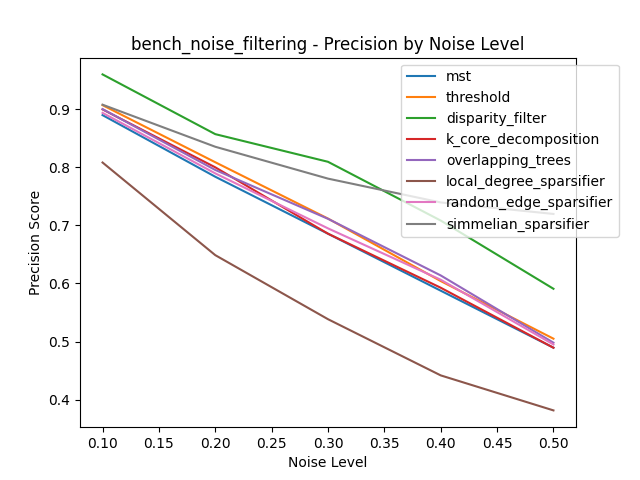 bench_noise_filtering - Precision by Noise Level
mst
threshold
disparity_filter
k_core_decomposition
overlapping_trees
local_degree_sparsifier
random_edge_sparsifier
simmelian_sparsifier
Precision Score
0.9
0.8
0.7
0.6
0.5
0.4
0.10 0.15 0.20 0.25 0.30 0.35 0.40 0.45 0.50
Noise Level